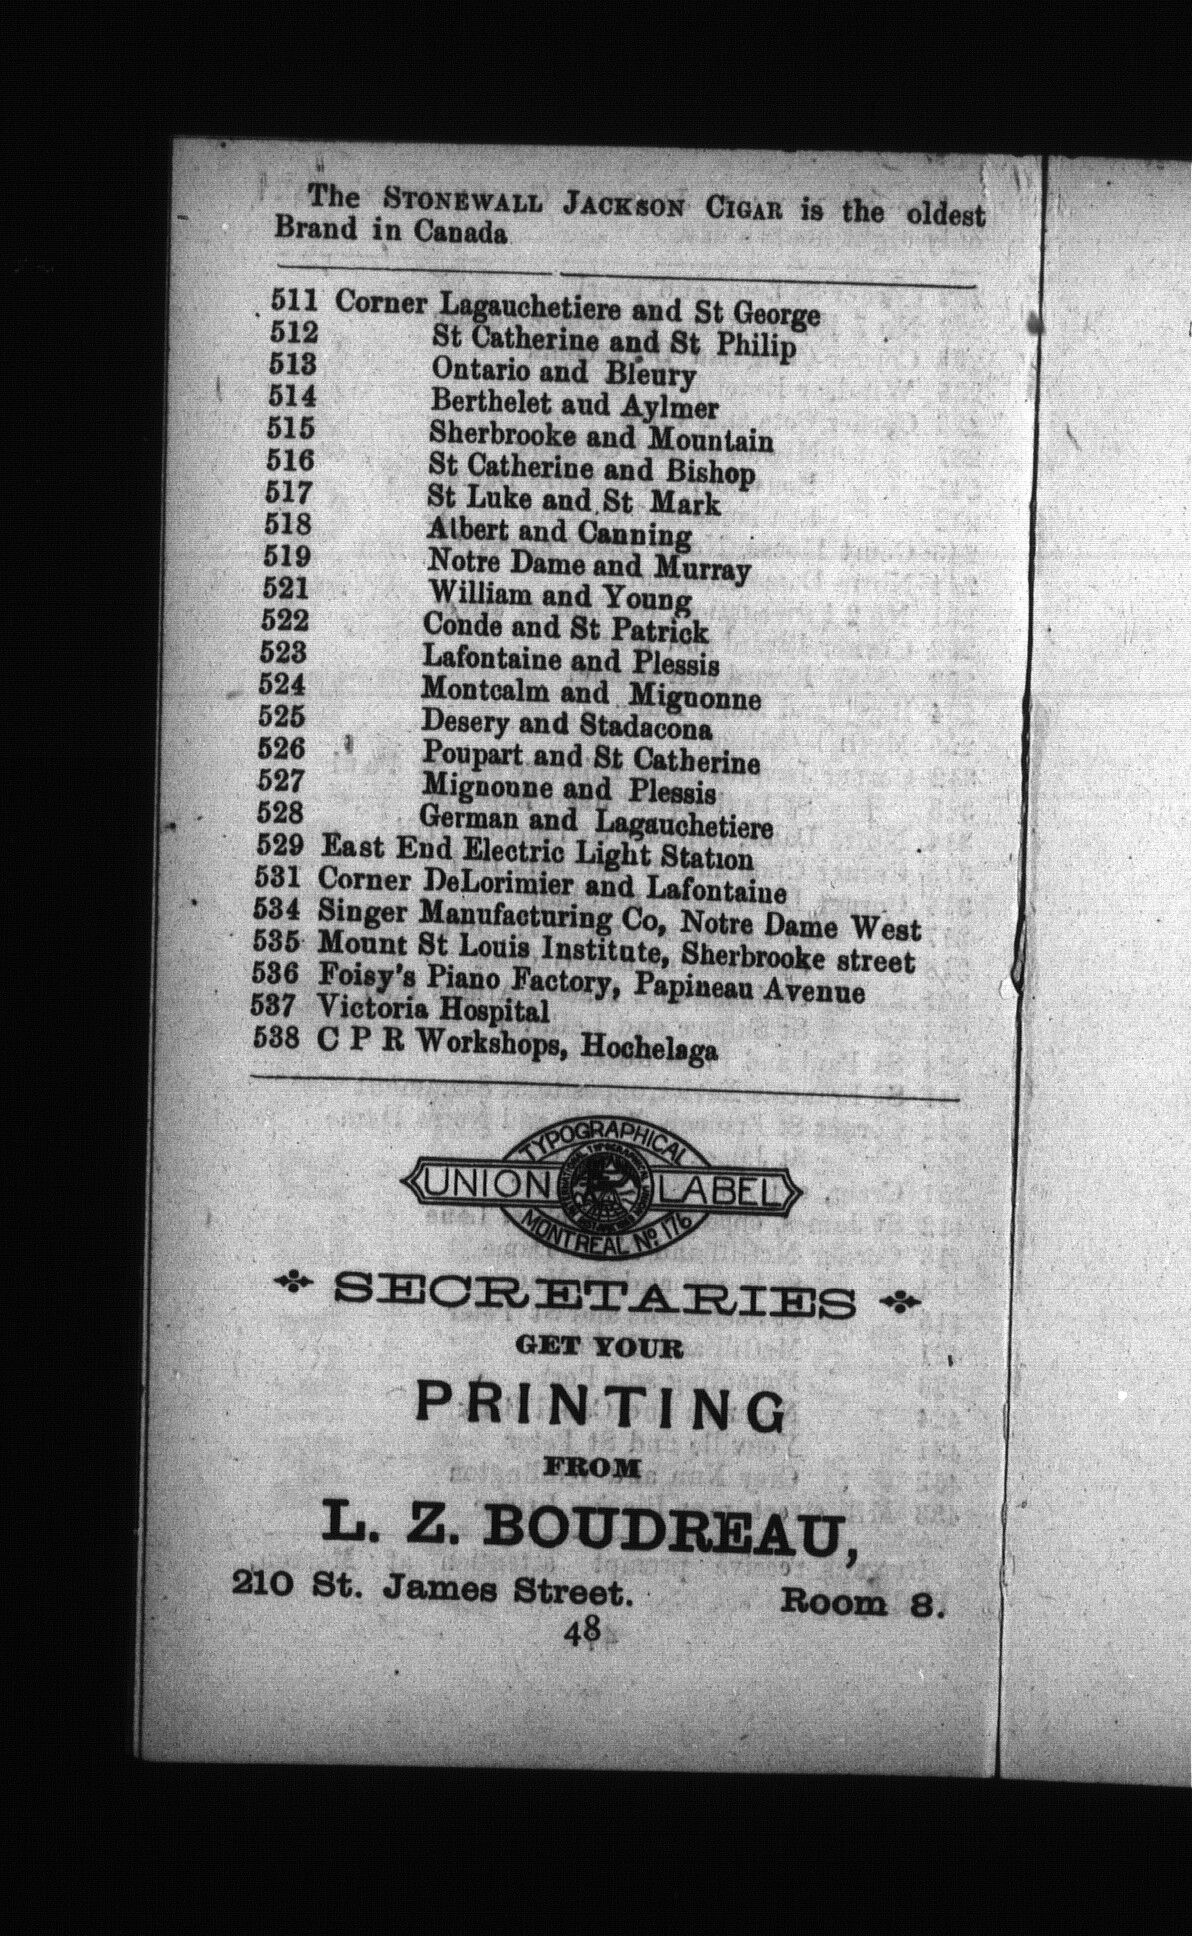 The STONEWALL JACKSON CIGAR is the oldest
Brand in Canada
511 Corner Lagauchetiere and St George
512 St Catherine and St Philip
513 Ontario and Bleury
514 Berthelet aud Aylmer
515 Sherbrooke and Mountain
516 St Catherine and Bishop
517 St Luke and St Mark
518 Albert and Canning
519 Notre Dame and Murray
521 William and Young
522 Conde and St Patrick
523 Lafontaine and Plessis
524 Montcalm and Mignonne
525 Desery and Stadacona
526 Poupart and St Catherine
527 Mignonne and Plessis
528 German and Lagauchetiere
529 East End Electric Light Station
531 Corner DeLorimier and Lafontaine
534 Singer Manufacturing Co, Notre Dame West
535 Mount St Louis Institute, Sherbrooke street
536 Foisy's Piano Factory, Papineau Avenue
537 Victoria Hospital
538 C P R Workshops, Hochelaga
TYPOGRAPHICAL
UNION LABEL
MONTREAL No. 176
SECRETARIES
GET YOUR
PRINTING
FROM
L. Z. BOUDREAU,
210 St. James Street. Room 8.
48